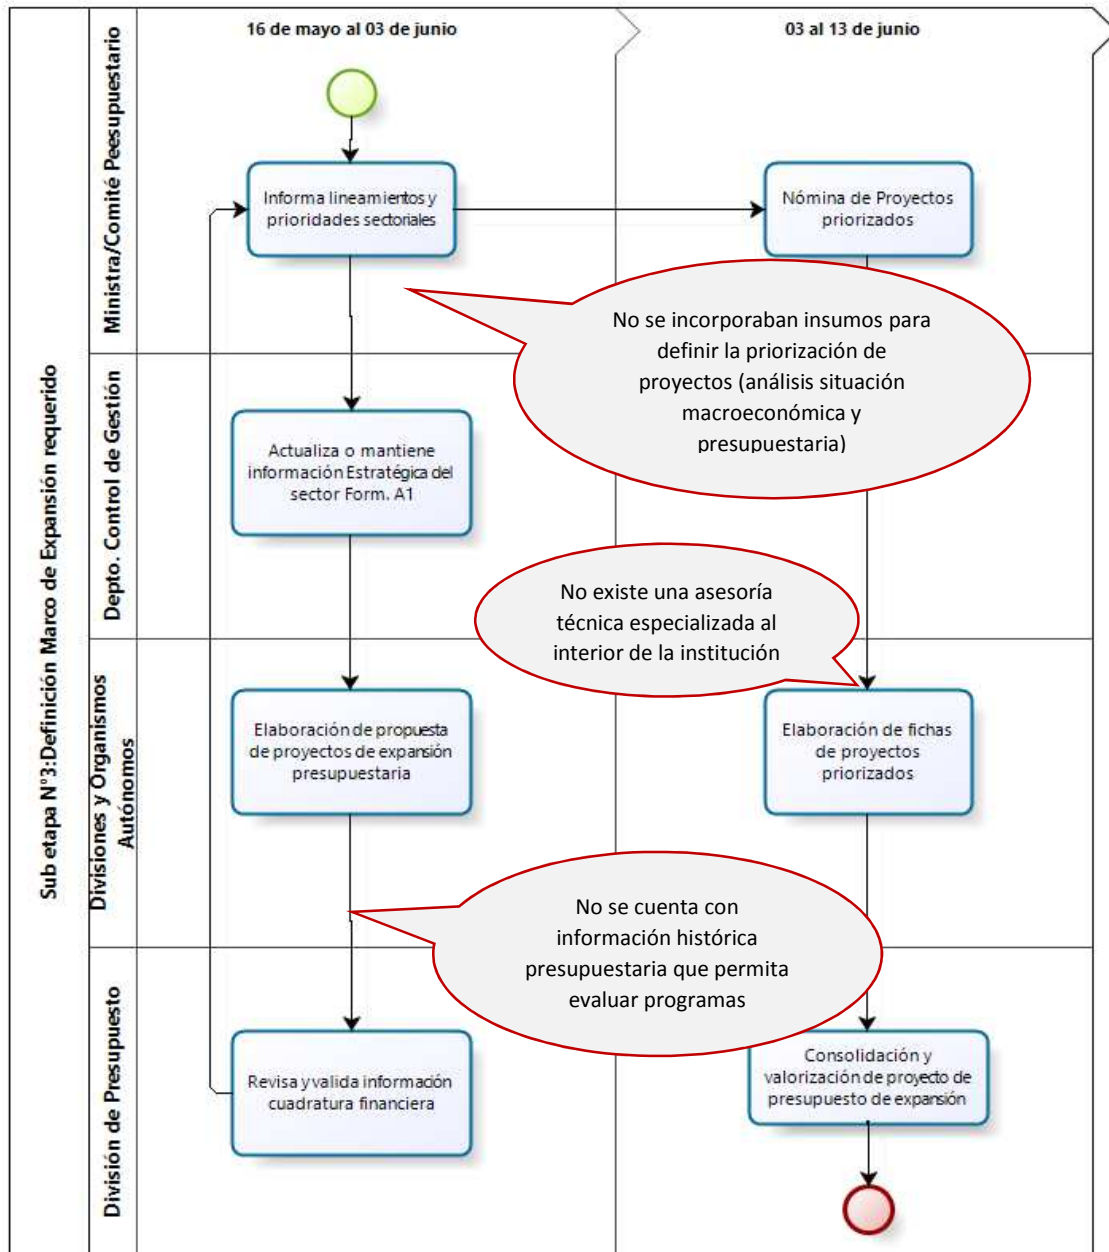 16 de mayo al 03 de junio
03 al 13 de junio
Sub etapa N°3:Definición Marco de Expansión requerido
Ministra/Comité Peesupuestario
Informa lineamientos y
prioridades sectoriales
Nómina de Proyectos
priorizados
No se incorporaban insumos para
definir la priorización de
proyectos (análisis situación
macroeconómica y
presupuestaria)
Depto. Control de Gestión
Actualiza o mantiene
información Estratégica del
sector Form. A1
No existe una asesoría
técnica especializada al
interior de la institución
Divisiones y Organismos
Autónomos
Elaboración de propuesta
de proyectos de expansión
presupuestaria
Elaboración de fichas
de proyectos
priorizados
No se cuenta con
información histórica
presupuestaria que permita
evaluar programas
División de Presupuesto
Revisa y valida información
cuadratura financiera
Consolidación y
valorización de proyecto de
presupuesto de expansión